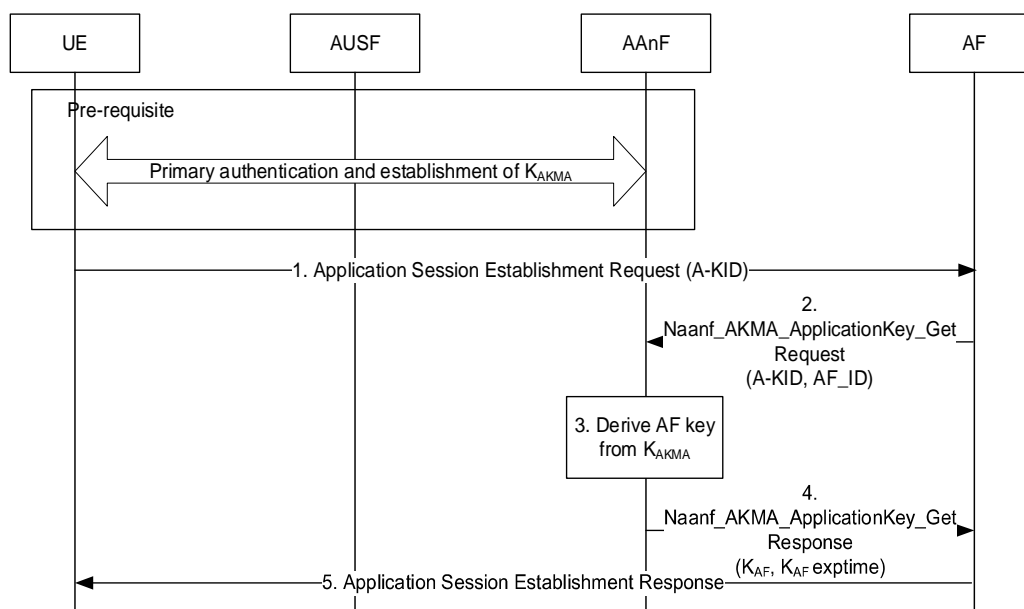 UE
AUSF
AAnF
AF
Pre-requisite
Primary authentication and establishment of KAKMA
1. Application Session Establishment Request (A-KID)
2.
Naanf_AKMA_ApplicationKey_Get
Request
(A-KID, AF_ID)
3. Derive AF key
from KAKMA
4.
Naanf_AKMA_ApplicationKey_Get
Response
(KAF, KAF exptime)
5. Application Session Establishment Response